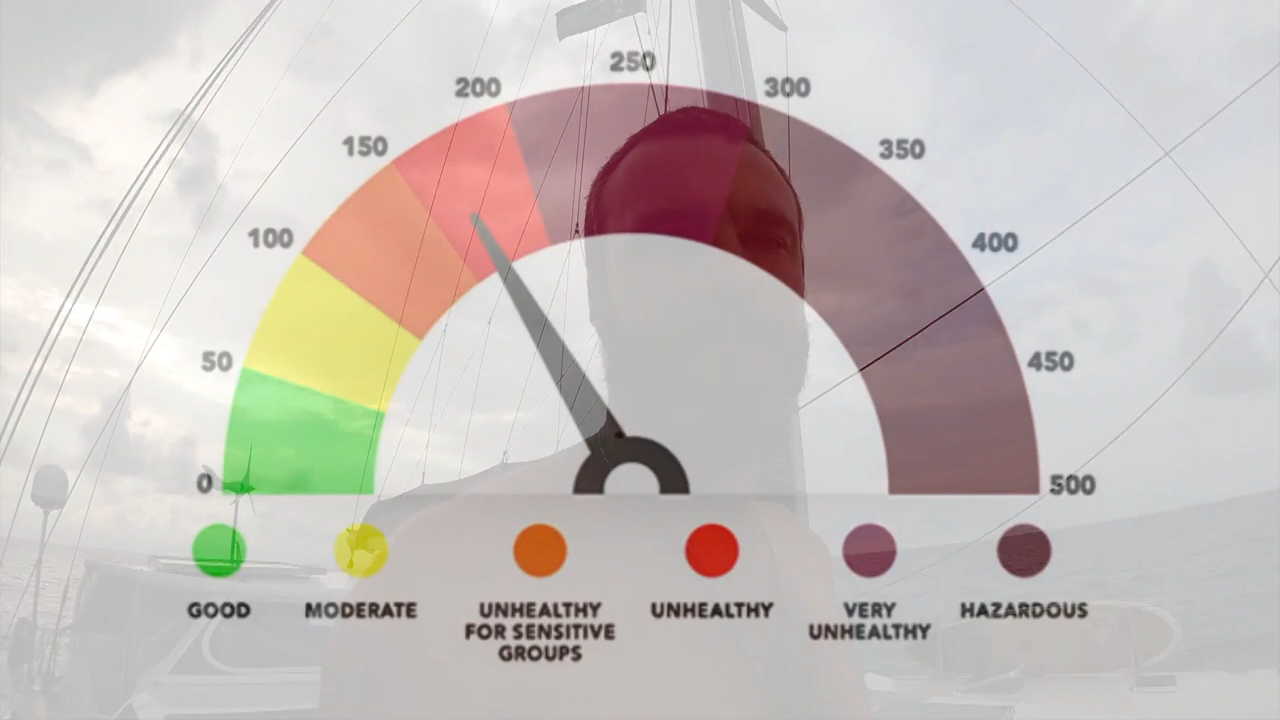 250
200
300
150
350
100
400
50
450
0
500
GOOD
MODERATE
UNHEALTHY
FOR SENSITIVE
GROUPS
UNHEALTHY
VERY
UNHEALTHY
HAZARDOUS